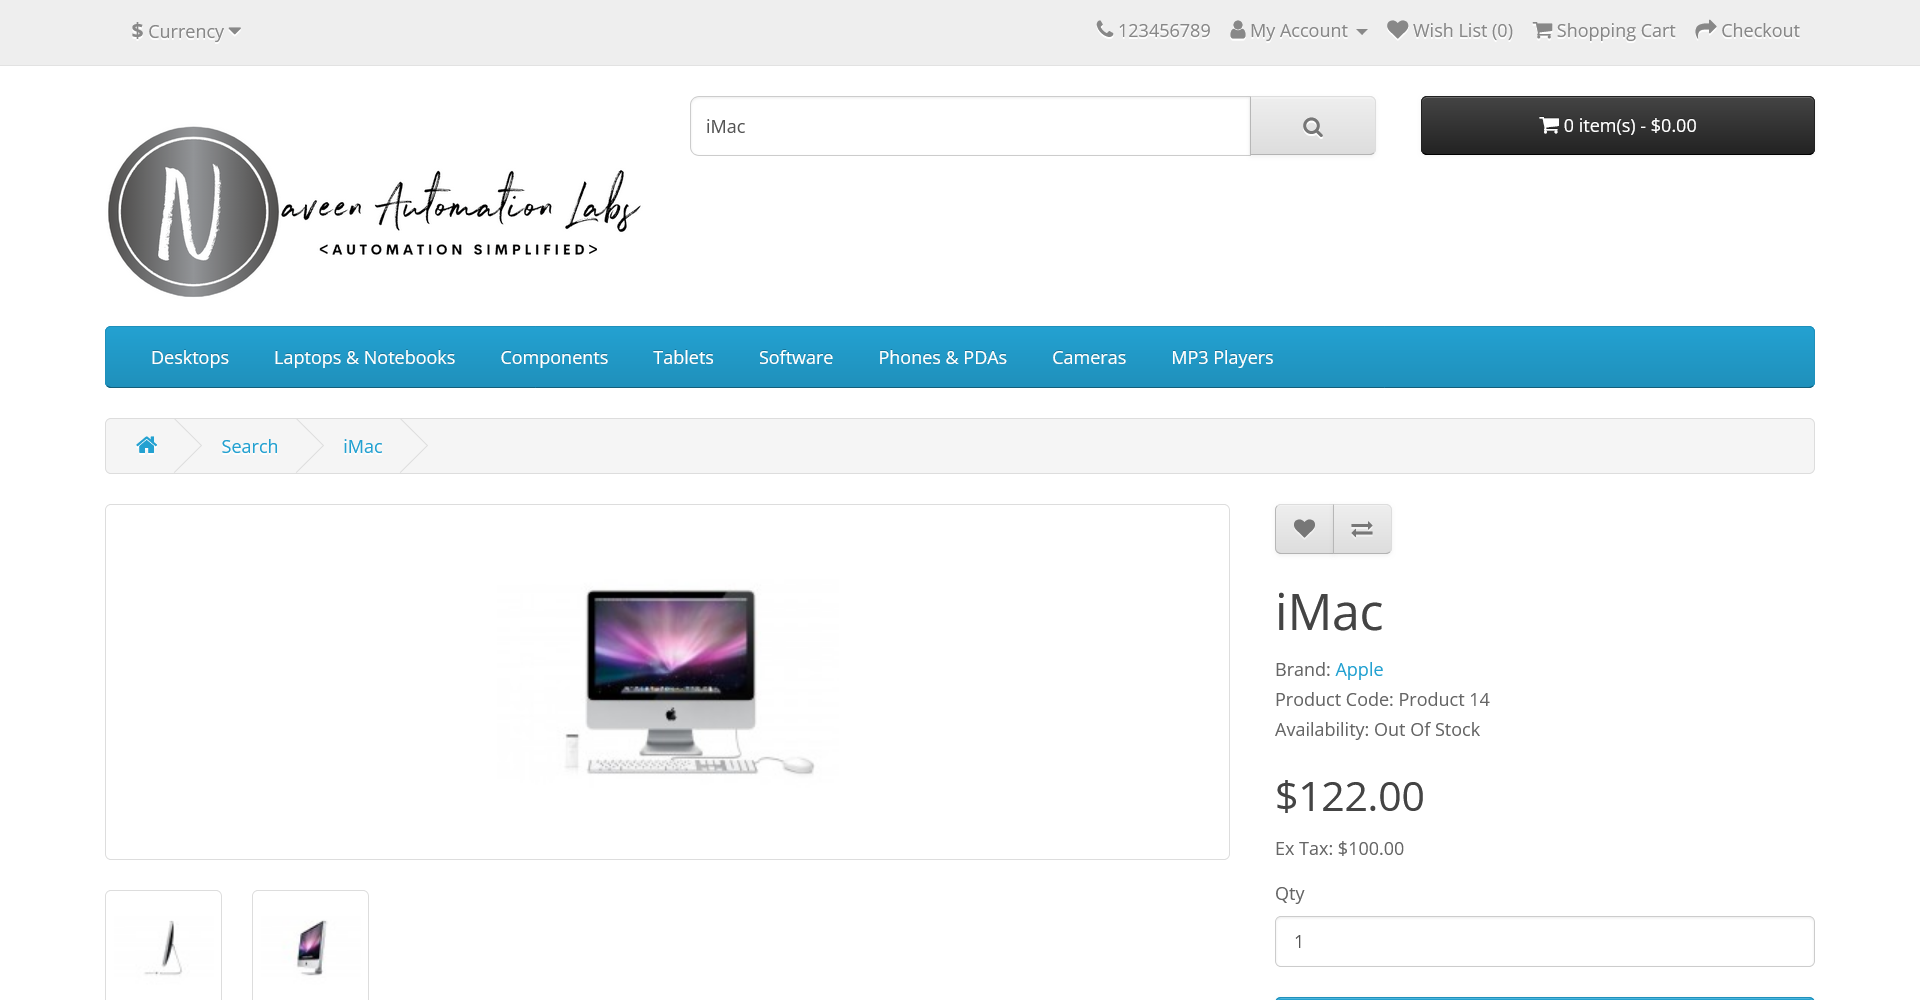 $ Currency
123456789 My Account Wish List (0) Shopping Cart Checkout
iMac
0 item(s) - $0.00
N
aveen Automation Labs
<AUTOMATION SIMPLIFIED>
Desktops Laptops & Notebooks Components Tablets Software Phones & PDAs Cameras MP3 Players
Search iMac
iMac
Brand: Apple
Product Code: Product 14
Availability: Out Of Stock
$122.00
Ex Tax: $100.00
Qty
1